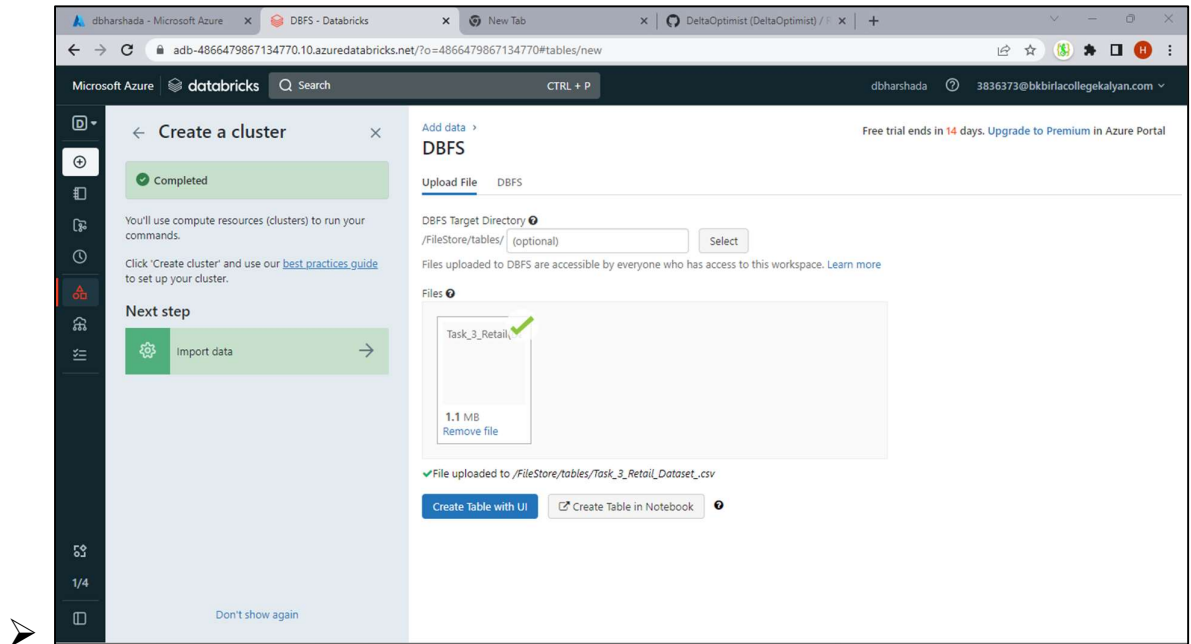 dbharshada - Microsoft Azure
DBFS - Databricks
New Tab
DeltaOptimist (DeltaOptimist) /
adb-4866479867134770.10.azuredatabricks.net/?o=4866479867134770#tables/new
H
Microsoft Azure databricks Search CTRL + P dbharshada 3836373@bkbirlacollegekalyan.com
D
Create a cluster
Completed
You'll use compute resources (clusters) to run your
commands.
Click 'Create cluster' and use our best practices guide
to set up your cluster.
Next step
Import data
Don't show again
1/4
Add data
Free trial ends in 14 days. Upgrade to Premium in Azure Portal
DBFS
Upload File DBFS
DBFS Target Directory
/FileStore/tables/ (optional) Select
Files uploaded to DBFS are accessible by everyone who has access to this workspace. Learn more
Files
Task_3_Retail
1.1 MB
Remove file
File uploaded to /FileStore/tables/Task_3_Retail_Dataset_.csv
Create Table with UI Create Table in Notebook